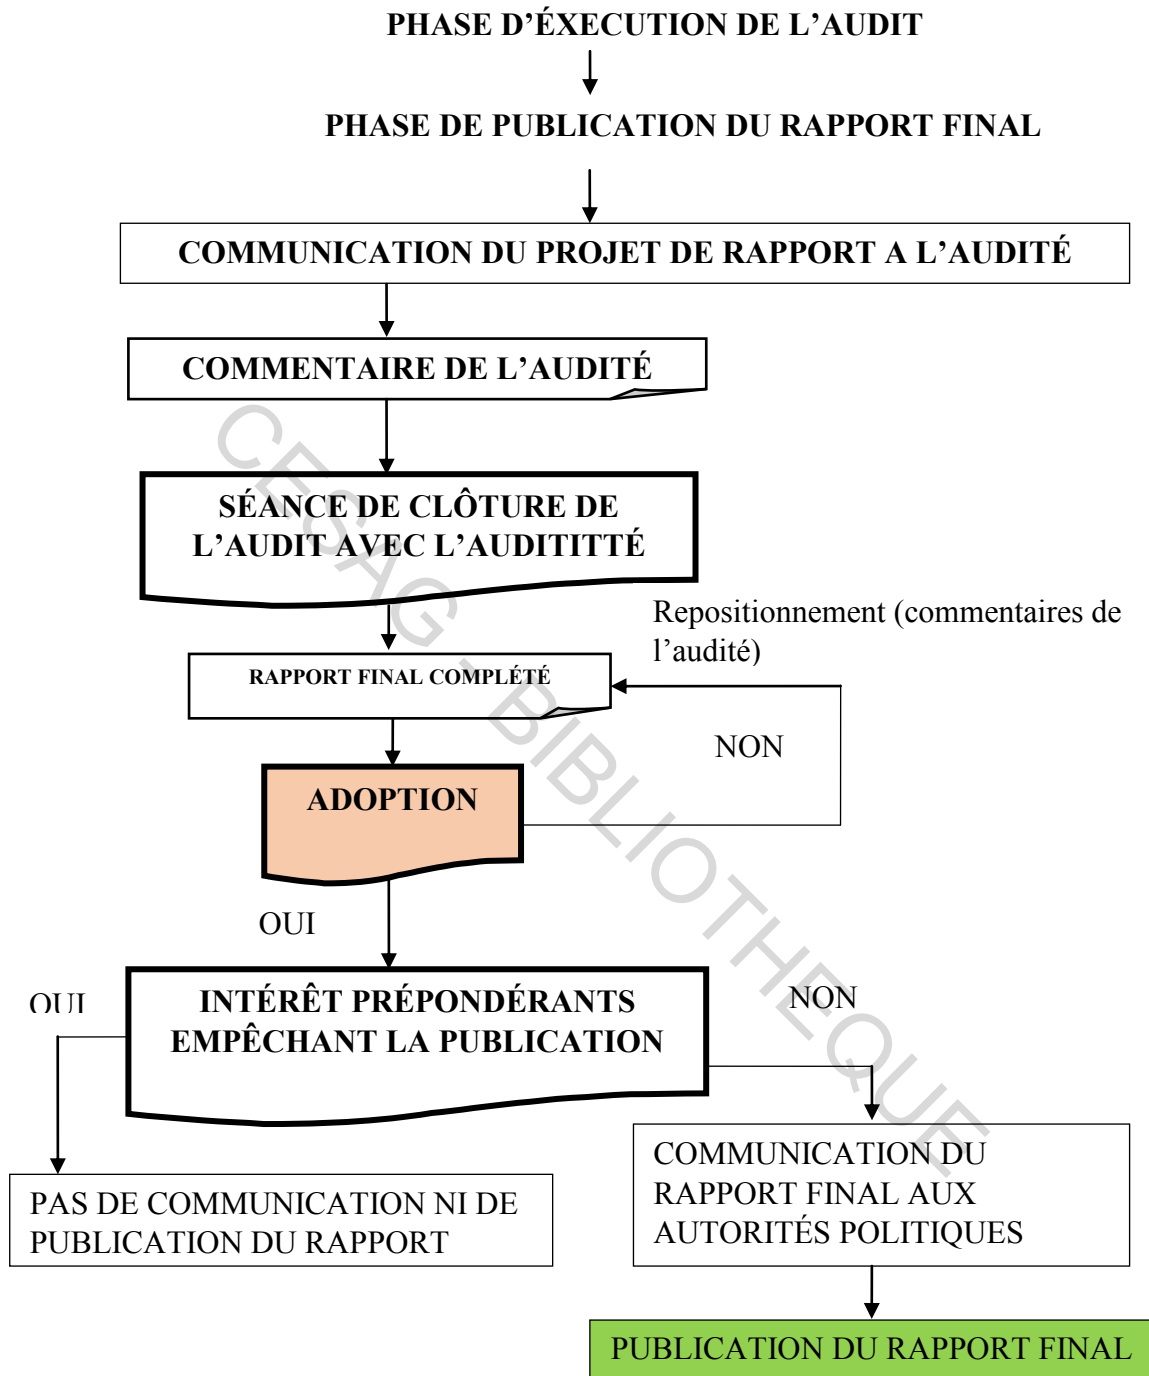 PHASE D’ÉXECUTION DE L’AUDIT
PHASE DE PUBLICATION DU RAPPORT FINAL
COMMUNICATION DU PROJET DE RAPPORT A L’AUDITÉ
COMMENTAIRE DE L’AUDITÉ
SÉANCE DE CLÔTURE DE
L’AUDIT AVEC L’AUDITITTÉ
Repositionnement (commentaires de
l’audité)
RAPPORT FINAL COMPLÉTÉ
NON
ADOPTION
OUI
OUI
INTÉRÊT PRÉPONDÉRANTS
EMPÊCHANT LA PUBLICATION
NON
PAS DE COMMUNICATION NI DE
PUBLICATION DU RAPPORT
COMMUNICATION DU
RAPPORT FINAL AUX
AUTORITÉS POLITIQUES
PUBLICATION DU RAPPORT FINAL
CESAG - BIBLIOTHEQUE